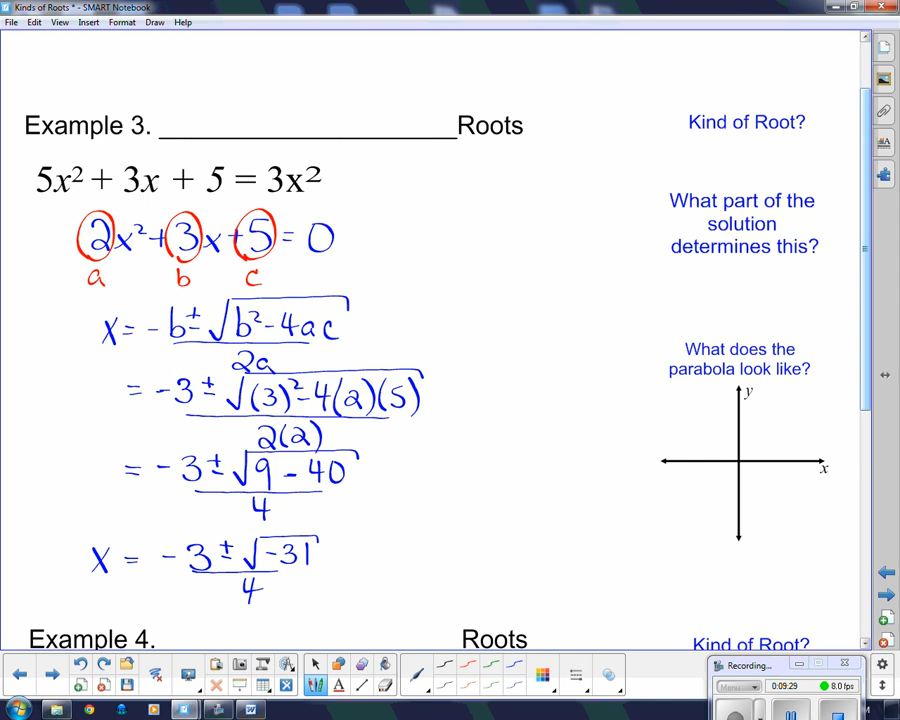 Kinds of Roots * - SMART Notebook
File Edit View Insert Format Draw Help
Example 3. ____________________Roots
Kind of Root?
5x² + 3x + 5 = 3x²
What part of the
solution
determines this?
2x² + 3x + 5 = 0
a b c
x = -b ± √(b² - 4ac)
2a
What does the
parabola look like?
= -3 ± √((3)² - 4(2)(5))
2(2)
y
x
= -3 ± √(9 - 40)
4
x = -3 ± √(-31)
4
Example 4. Roots
Kind of Root?
Recording...
Menu
0:09:29 8.0 fps